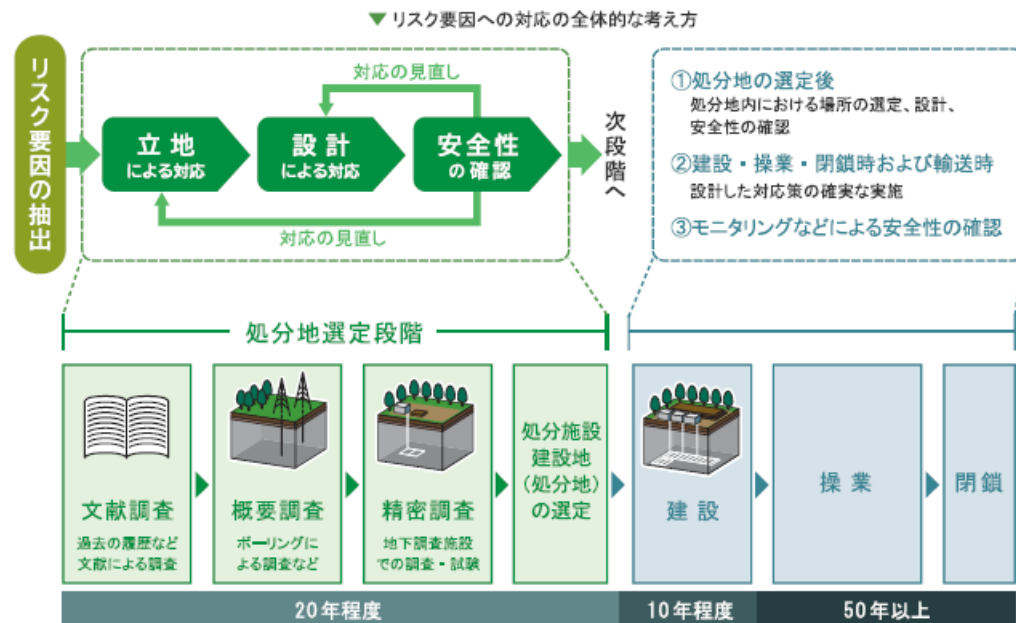 ▼リスク要因への対応の全体的な考え方
リスク要因の抽出
対応の見直し
立地
による対応
設計
による対応
安全性
の確認
対応の見直し
次段階へ
①処分地の選定後
処分地内における場所の選定、設計、
安全性の確認
②建設・操業・閉鎖時および輸送時
設計した対応策の確実な実施
③モニタリングなどによる安全性の確認
処分地選定段階
文献調査
過去の履歴など
文献による調査
概要調査
ボーリングに
よる調査など
精密調査
地下調査施設
での調査・試験
処分施設
建設地
(処分地)
の選定
建設
操業
閉鎖
20年程度
10年程度
50年以上